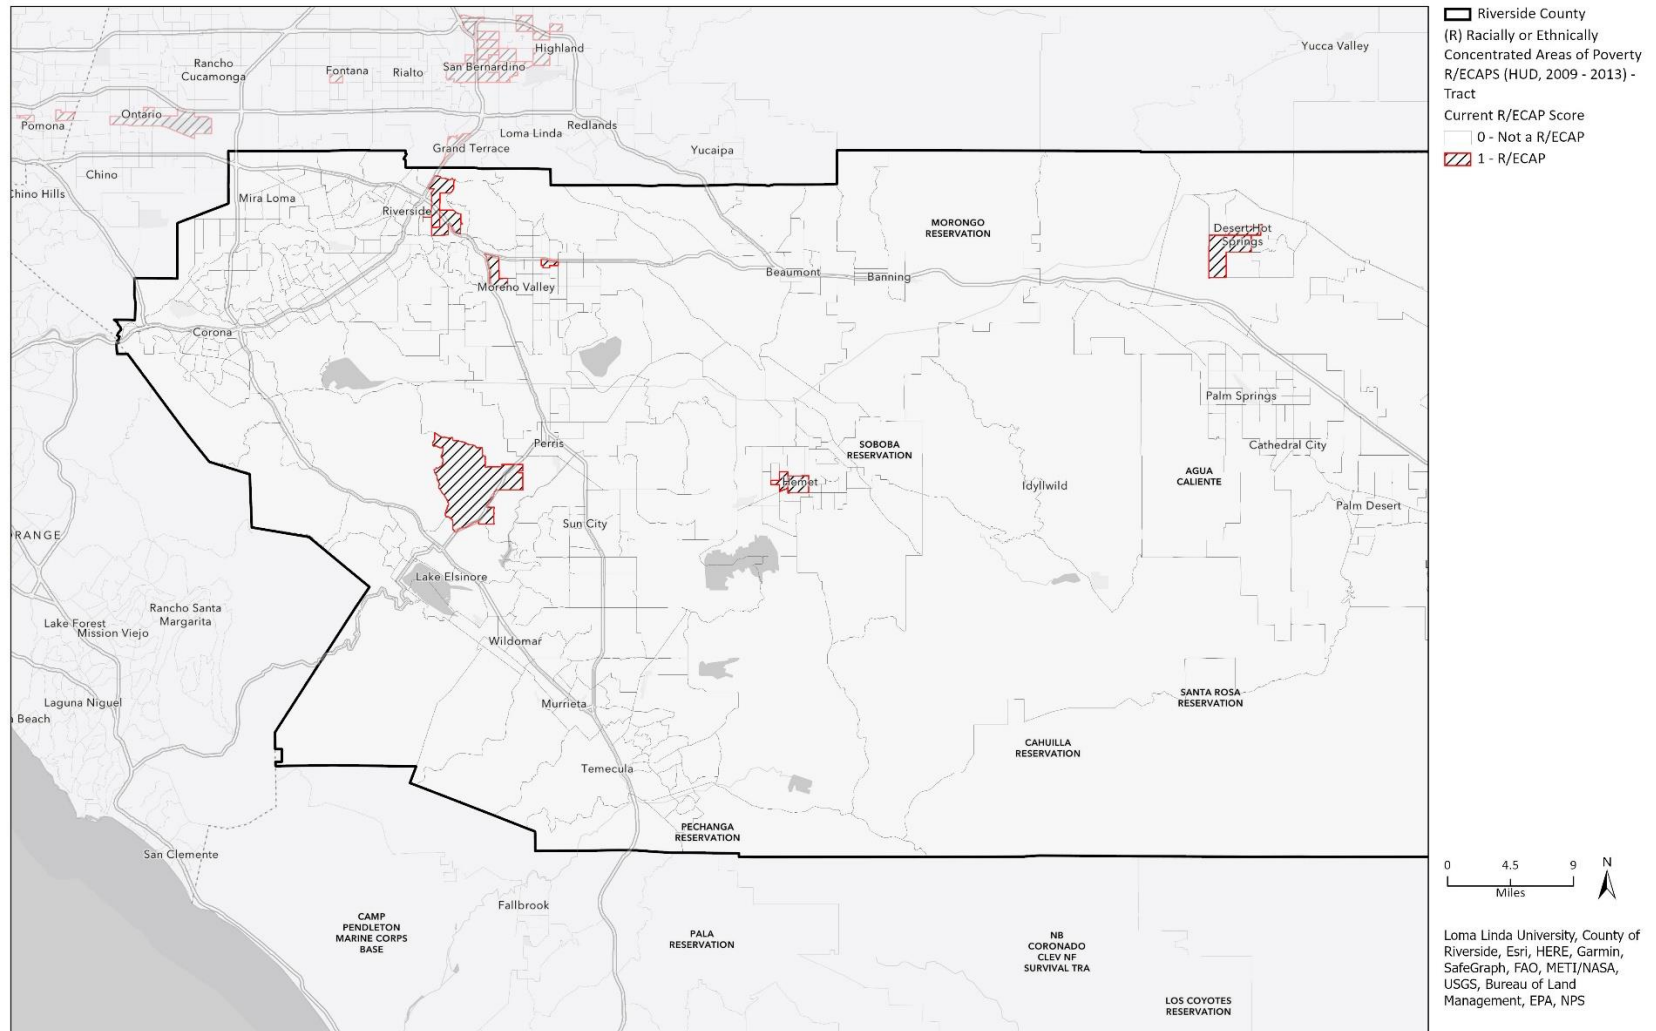 Riverside County
(R) Racially or Ethnically
Concentrated Areas of Poverty
R/ECAPS (HUD, 2009 - 2013) -
Tract
Current R/ECAP Score
0 - Not a R/ECAP
1 - R/ECAP
Yucca Valley
Highland
Rancho
Cucamonga
Fontana
Rialto
San Bernardino
Ontario
Pomona
Redlands
Loma Linda
Grand Terrace
Yucaipa
Chino
Chino Hills
Mira Loma
Riverside
MORONGO
RESERVATION
Desert Hot
Springs
Moreno Valley
Beaumont
Banning
Corona
Palm Springs
Perris
SOBOBA
RESERVATION
Cathedral City
AGUA
CALIENTE
Hemet
Idyllwild
Palm Desert
Sun City
RANGE
Lake Elsinore
Rancho Santa
Margarita
Lake Forest
Mission Viejo
Wildomar
Laguna Niguel
Murrieta
SANTA ROSA
RESERVATION
a Beach
CAHUILLA
RESERVATION
Temecula
PECHANGA
RESERVATION
San Clemente
Fallbrook
CAMP
PENDLETON
MARINE CORPS
BASE
PALA
RESERVATION
NB
CORONADO
CLEV NF
SURVIVAL TRA
LOS COYOTES
RESERVATION
0 4.5 9
Miles
N
Loma Linda University, County of
Riverside, Esri, HERE, Garmin,
SafeGraph, FAO, METI/NASA,
USGS, Bureau of Land
Management, EPA, NPS